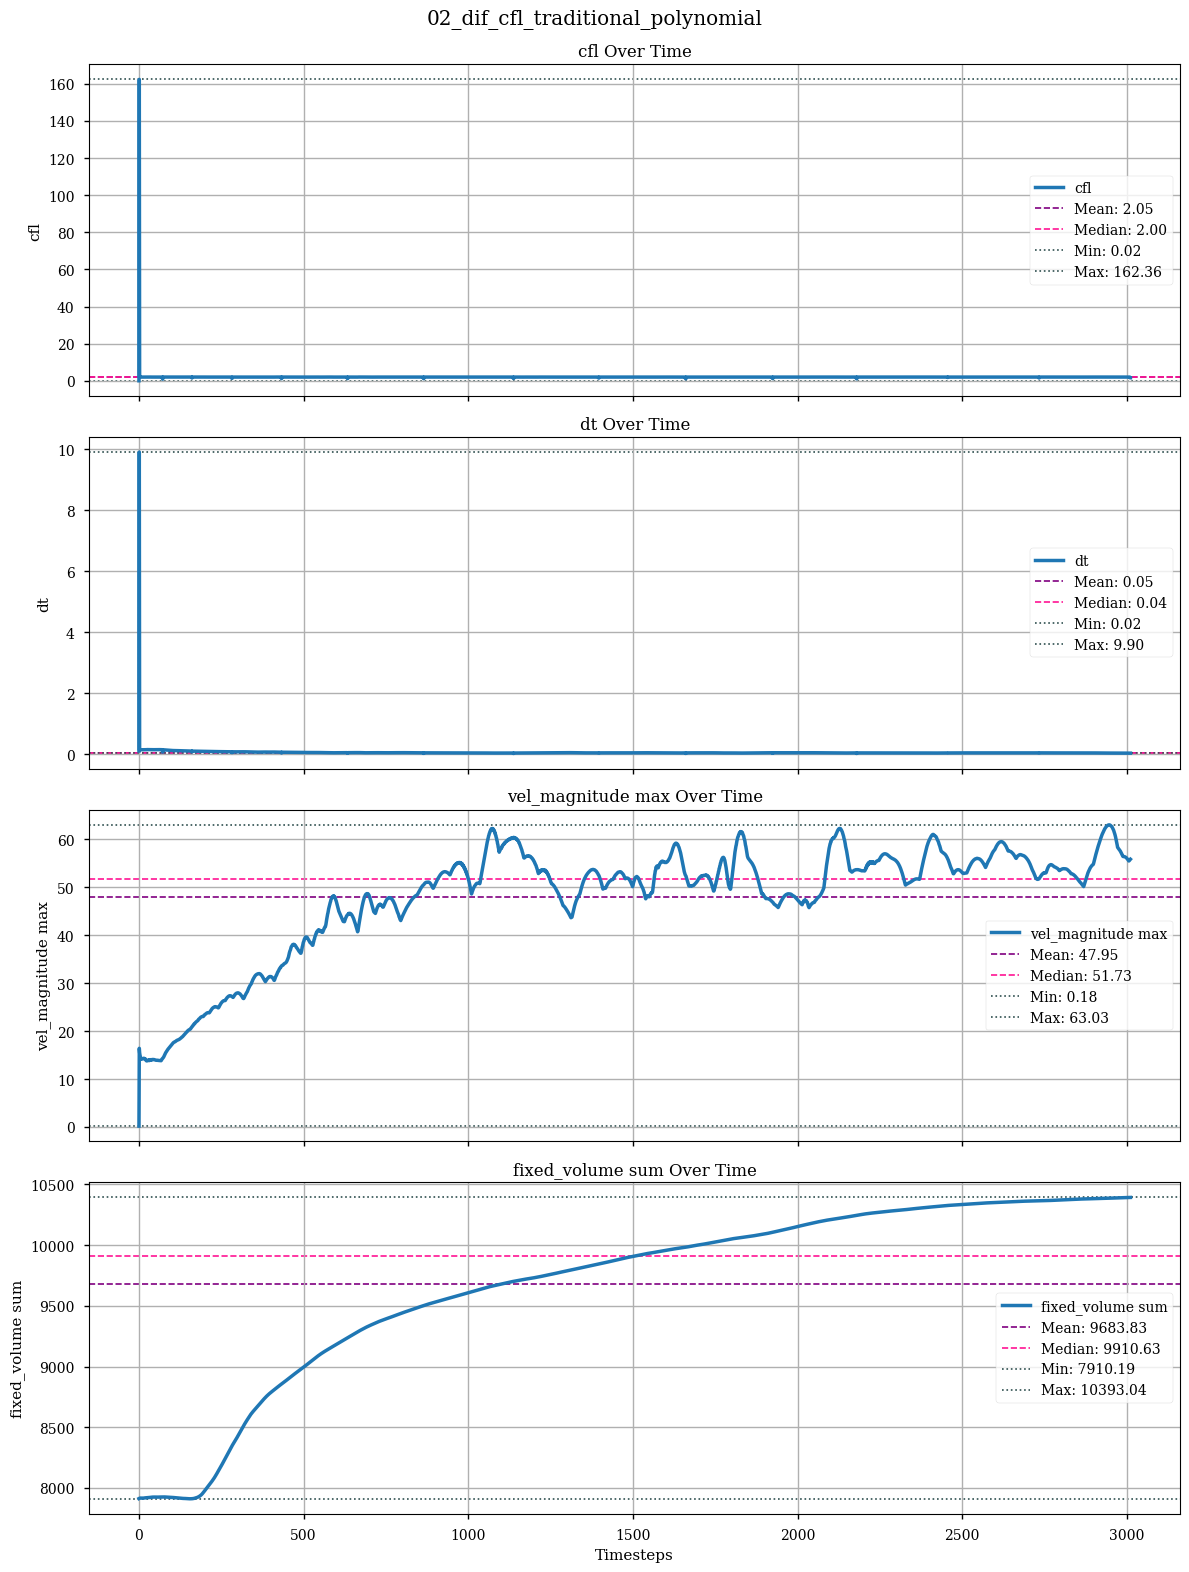 02_dif_cfl_traditional_polynomial
cfl Over Time
160
140
120
100
80
60
40
20
0
cfl
cfl
Mean: 2.05
Median: 2.00
Min: 0.02
Max: 162.36
dt Over Time
10
8
6
4
2
0
dt
dt
Mean: 0.05
Median: 0.04
Min: 0.02
Max: 9.90
vel_magnitude max Over Time
60
50
40
30
20
10
0
vel_magnitude max
vel_magnitude max
Mean: 47.95
Median: 51.73
Min: 0.18
Max: 63.03
fixed_volume sum Over Time
10500
10000
9500
9000
8500
8000
fixed_volume sum
fixed_volume sum
Mean: 9683.83
Median: 9910.63
Min: 7910.19
Max: 10393.04
0 500 1000 1500 2000 2500 3000
Timesteps